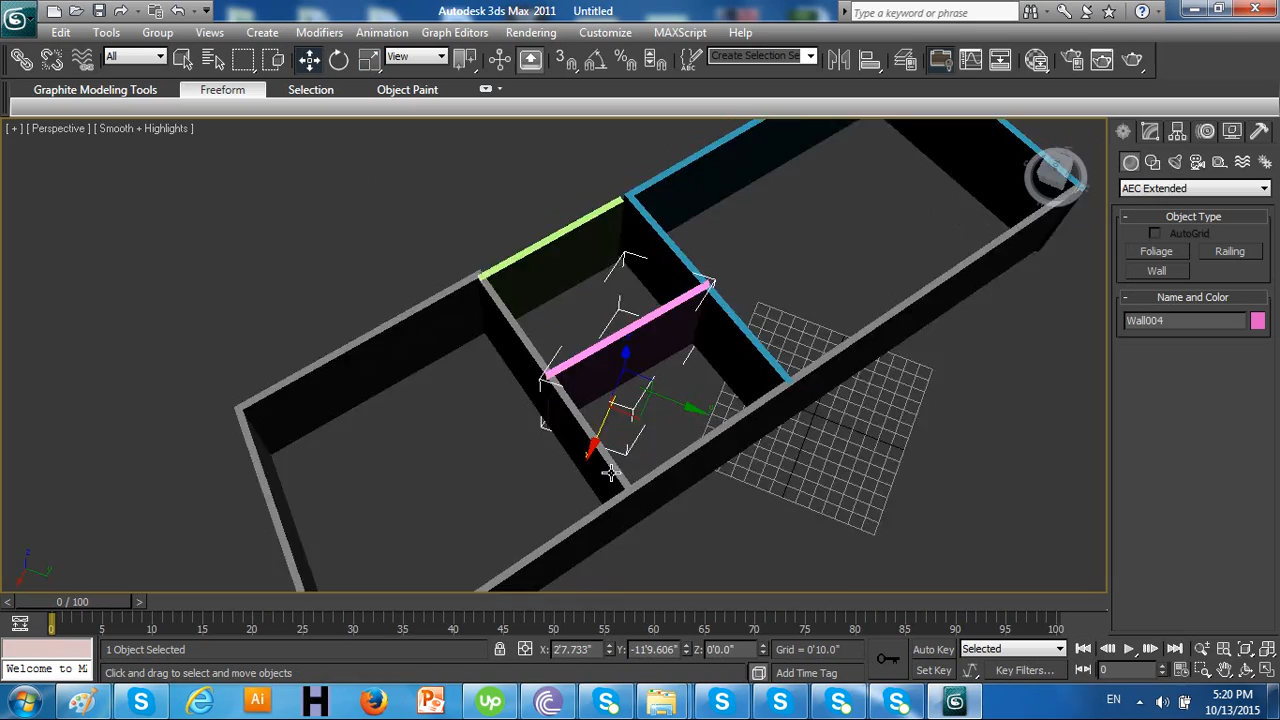 Autodesk 3ds Max 2011 Untitled
Type a keyword or phrase
Edit Tools Group Views Create Modifiers Animation Graph Editors Rendering Customize MAXScript Help
All View Create Selection Se
Graphite Modeling Tools Freeform Selection Object Paint
[ + ] [ Perspective ] [ Smooth + Highlights ]
AEC Extended
- Object Type
AutoGrid
Foliage Railing
Wall
- Name and Color
Wall004
z
y
< 0 / 100 >
0 5 10 15 20 25 30 35 40 45 50 55 60 65 70 75 80 85 90 95 100
1 Object Selected X: 2'7.733" Y: -11'9.606" Z: 0'0.0" Grid = 0'10.0" Auto Key Selected
Welcome to M Click and drag to select and move objects Add Time Tag Set Key Key Filters... 0
EN 5:20 PM
10/13/2015